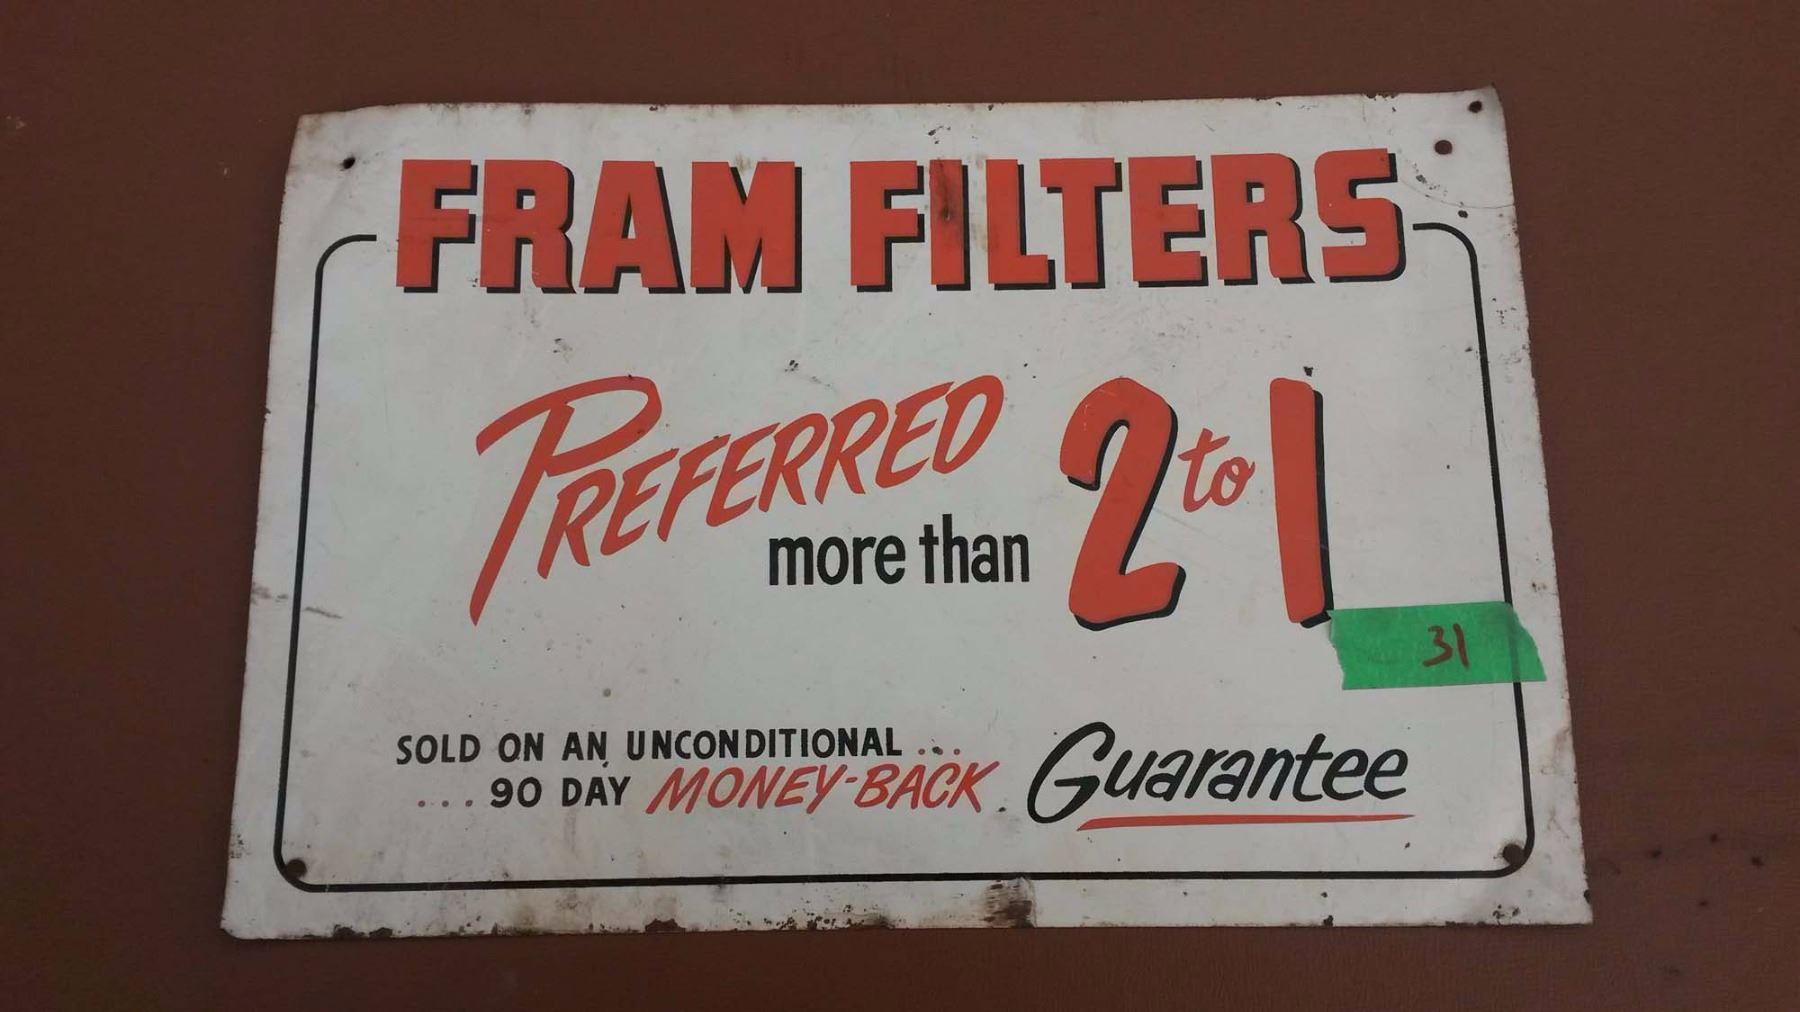 FRAM FILTERS
PREFERRED
more than
2 to 1
31
SOLD ON AN UNCONDITIONAL ...
... 90 DAY MONEY-BACK Guarantee